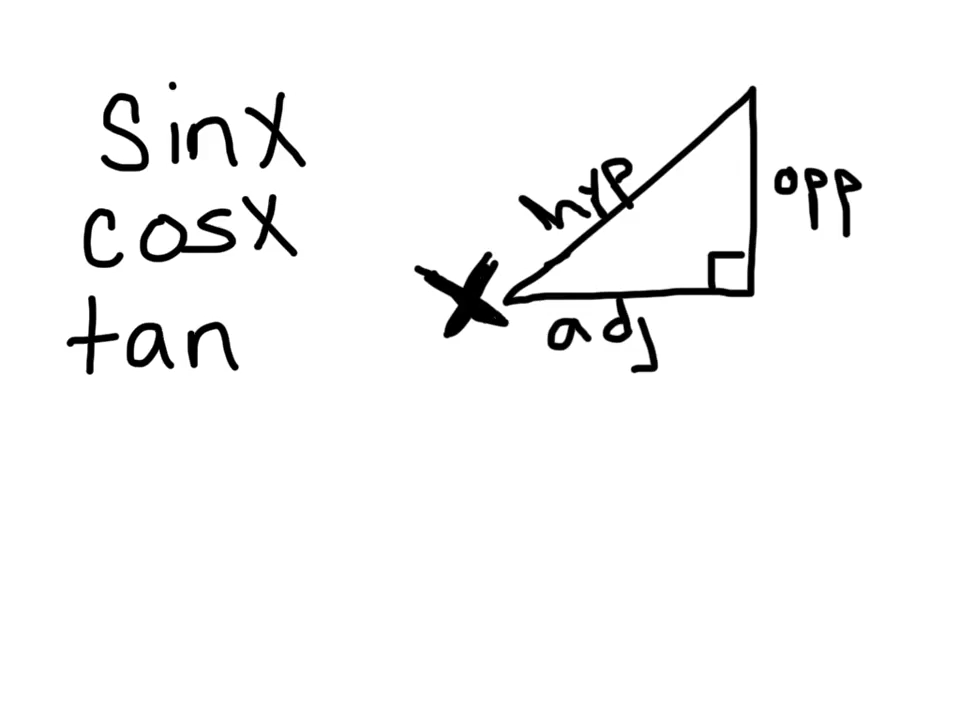 sinx
cosx
tan
hyp
opp
X
adj